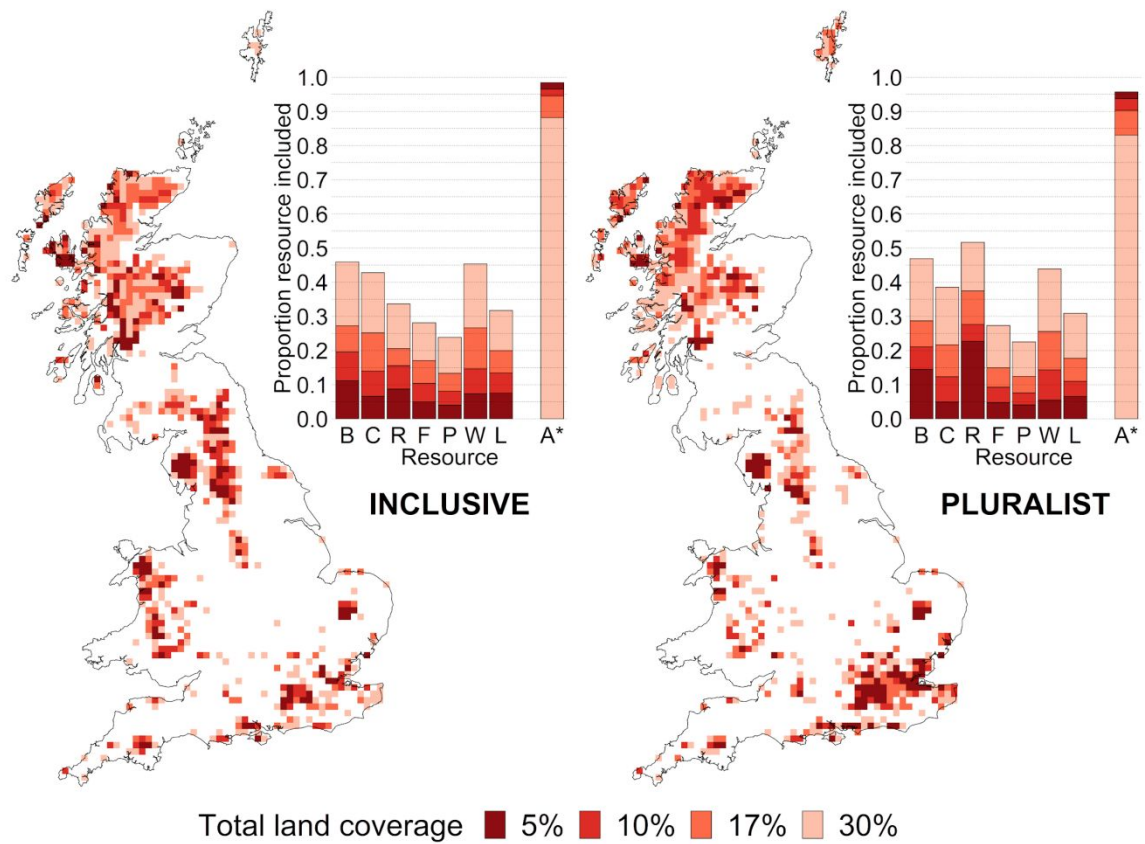 Proportion resource included
1.0
0.9
0.8
0.7
0.6
0.5
0.4
0.3
0.2
0.1
0.0
B C R F P W L A*
Resource
INCLUSIVE
Proportion resource included
1.0
0.9
0.8
0.7
0.6
0.5
0.4
0.3
0.2
0.1
0.0
B C R F P W L A*
Resource
PLURALIST
Total land coverage 5% 10% 17% 30%